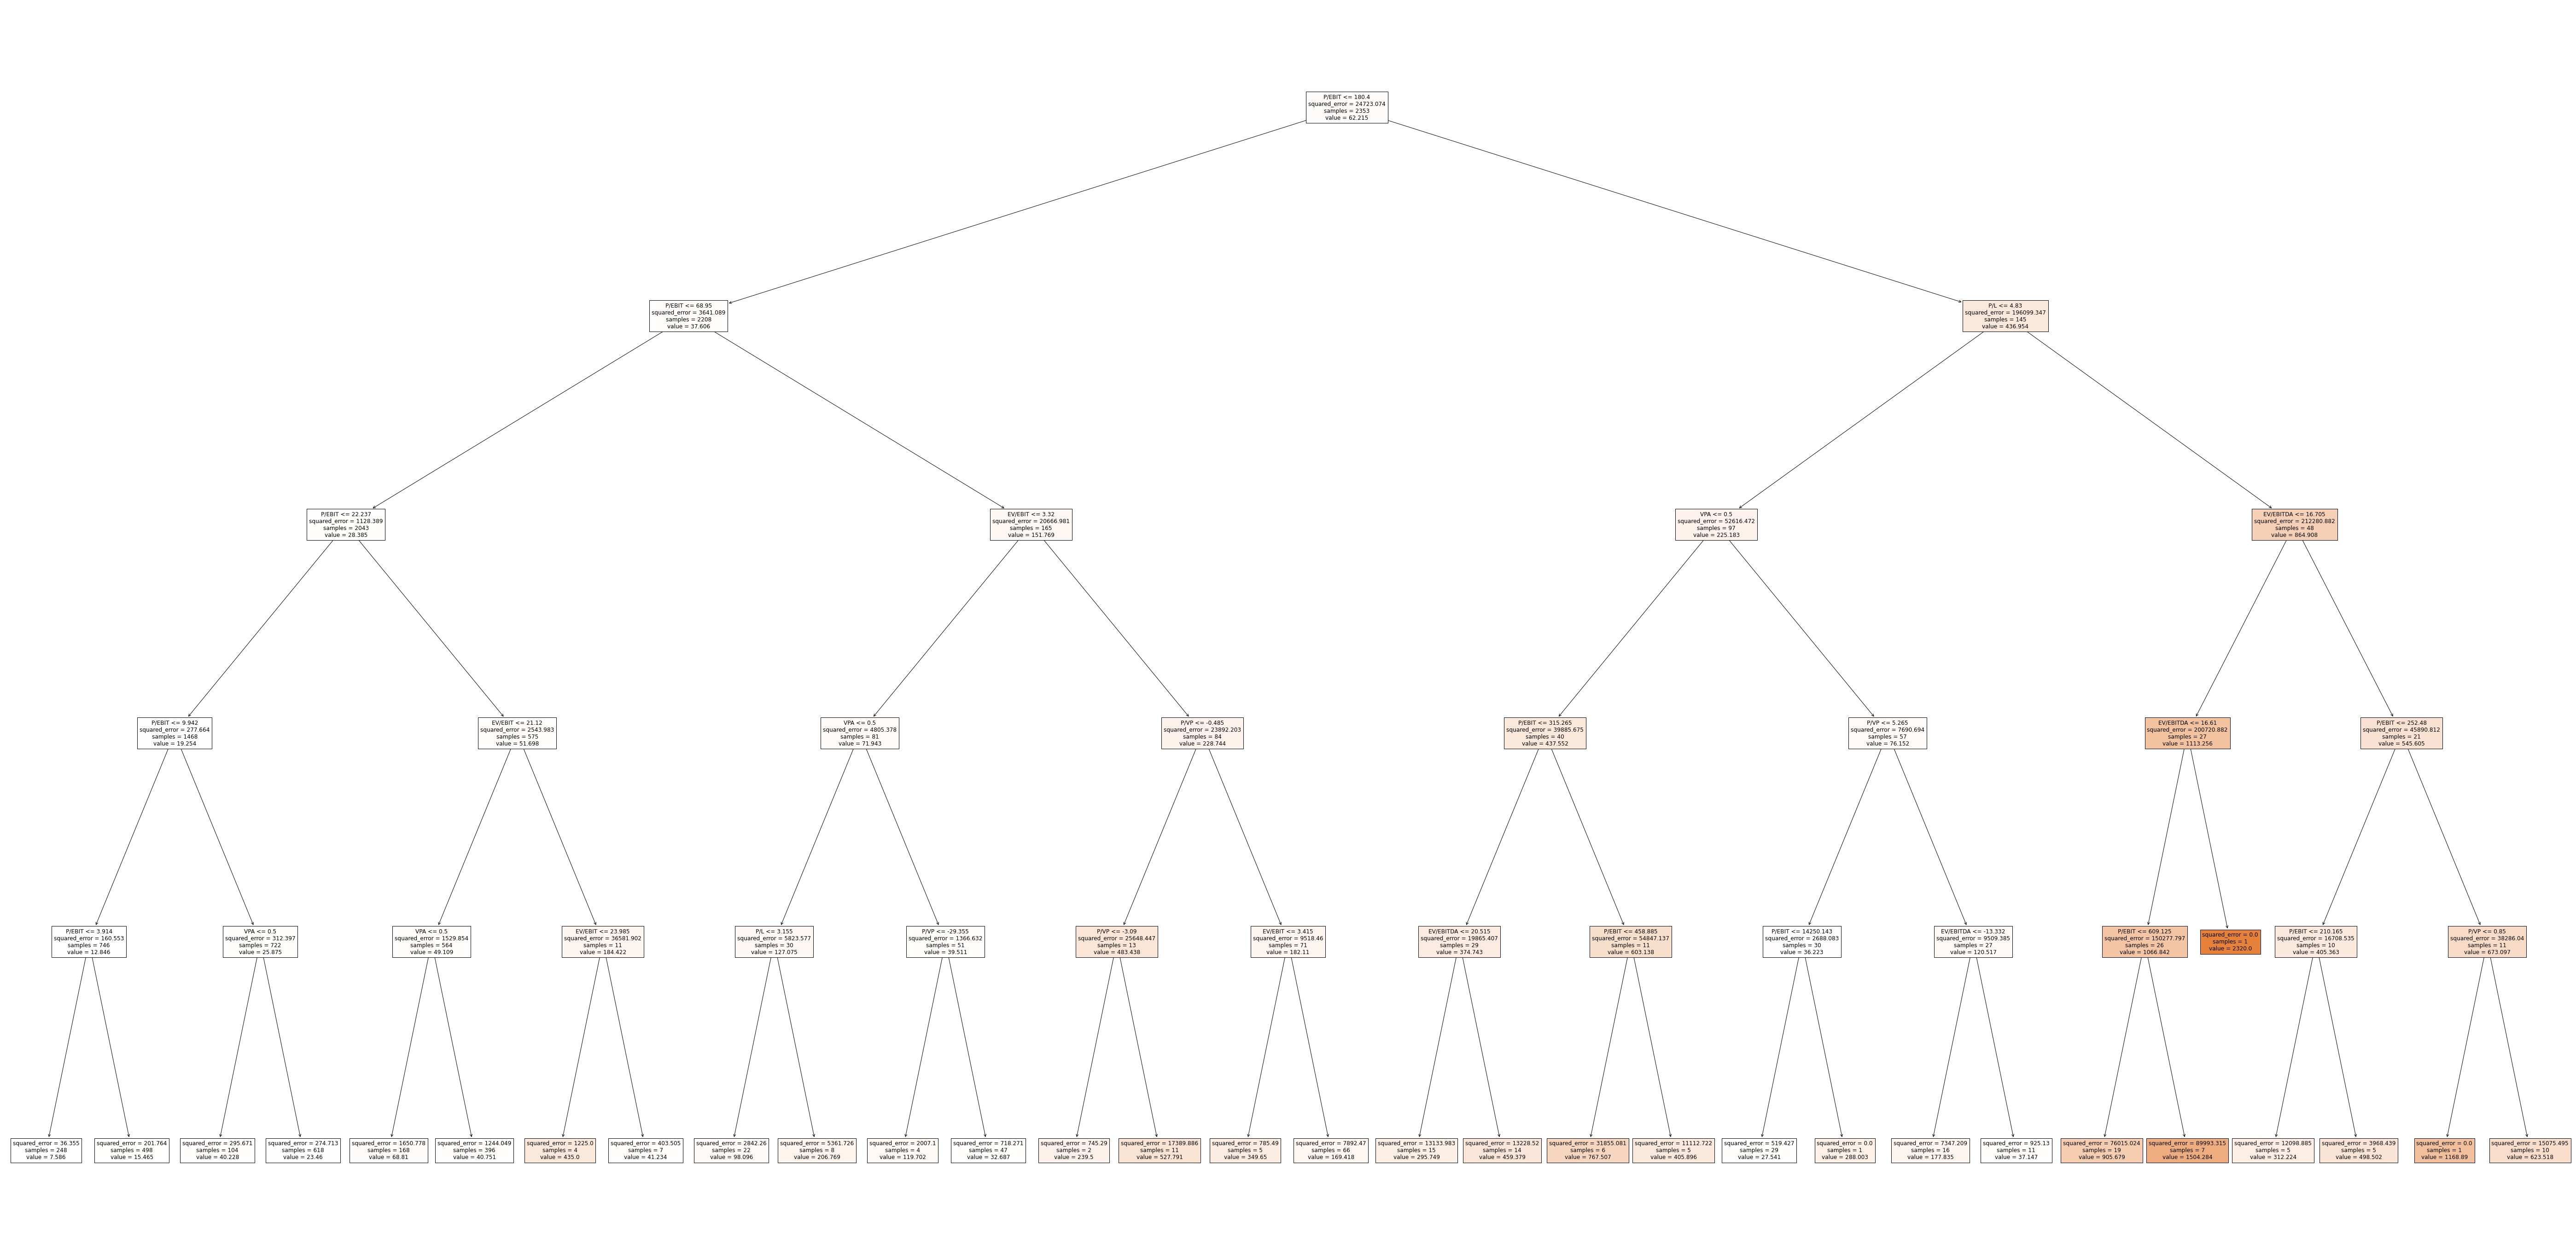 P/EBIT <= 180.4
squared_error = 24723.074
samples = 2353
value = 62.215
P/EBIT <= 68.95
squared_error = 3641.089
samples = 2208
value = 37.606
P/L <= 4.83
squared_error = 196099.347
samples = 145
value = 436.954
P/EBIT <= 22.237
squared_error = 1128.389
samples = 2043
value = 28.385
EV/EBIT <= 3.32
squared_error = 20666.981
samples = 165
value = 151.769
VPA <= 0.5
squared_error = 52616.472
samples = 97
value = 225.183
EV/EBITDA <= 16.705
squared_error = 212280.882
samples = 48
value = 864.908
P/EBIT <= 9.942
squared_error = 277.664
samples = 1468
value = 19.254
EV/EBIT <= 21.12
squared_error = 2543.983
samples = 575
value = 51.698
VPA <= 0.5
squared_error = 4805.378
samples = 81
value = 71.943
P/VP <= -0.485
squared_error = 23892.203
samples = 84
value = 228.744
P/EBIT <= 315.265
squared_error = 39885.675
samples = 40
value = 437.552
P/VP <= 5.265
squared_error = 7690.694
samples = 57
value = 76.152
EV/EBITDA <= 16.61
squared_error = 200720.882
samples = 27
value = 1113.256
P/EBIT <= 252.48
squared_error = 45890.812
samples = 21
value = 545.605
P/EBIT <= 3.914
squared_error = 160.553
samples = 746
value = 12.846
VPA <= 0.5
squared_error = 312.397
samples = 722
value = 25.875
VPA <= 0.5
squared_error = 1529.854
samples = 564
value = 49.109
EV/EBIT <= 23.985
squared_error = 36581.902
samples = 11
value = 184.422
P/L <= 3.155
squared_error = 5823.577
samples = 30
value = 127.075
P/VP <= -29.355
squared_error = 1366.632
samples = 51
value = 39.511
P/VP <= -3.09
squared_error = 25648.447
samples = 13
value = 483.438
EV/EBIT <= 3.415
squared_error = 9518.46
samples = 71
value = 182.11
EV/EBITDA <= 20.515
squared_error = 19865.407
samples = 29
value = 374.743
P/EBIT <= 458.885
squared_error = 54847.137
samples = 11
value = 603.138
P/EBIT <= 14250.143
squared_error = 2688.083
samples = 30
value = 36.223
EV/EBITDA <= -13.332
squared_error = 9509.385
samples = 27
value = 120.517
P/EBIT <= 609.125
squared_error = 150277.797
samples = 26
value = 1066.842
squared_error = 0.0
samples = 1
value = 2320.0
P/EBIT <= 210.165
squared_error = 16708.535
samples = 10
value = 405.363
P/VP <= 0.85
squared_error = 38286.04
samples = 11
value = 673.097
squared_error = 36.355
samples = 248
value = 7.586
squared_error = 201.764
samples = 498
value = 15.465
squared_error = 295.671
samples = 104
value = 40.228
squared_error = 274.713
samples = 618
value = 23.46
squared_error = 1650.778
samples = 168
value = 68.81
squared_error = 1244.049
samples = 396
value = 40.751
squared_error = 1225.0
samples = 4
value = 435.0
squared_error = 403.505
samples = 7
value = 41.234
squared_error = 2842.26
samples = 22
value = 98.096
squared_error = 5361.726
samples = 8
value = 206.769
squared_error = 2007.1
samples = 4
value = 119.702
squared_error = 718.271
samples = 47
value = 32.687
squared_error = 745.29
samples = 2
value = 239.5
squared_error = 17389.886
samples = 11
value = 527.791
squared_error = 785.49
samples = 5
value = 349.65
squared_error = 7892.47
samples = 66
value = 169.418
squared_error = 13133.983
samples = 15
value = 295.749
squared_error = 13228.52
samples = 14
value = 459.379
squared_error = 31855.081
samples = 6
value = 767.507
squared_error = 11112.722
samples = 5
value = 405.896
squared_error = 519.427
samples = 29
value = 27.541
squared_error = 0.0
samples = 1
value = 288.003
squared_error = 7347.209
samples = 16
value = 177.835
squared_error = 925.13
samples = 11
value = 37.147
squared_error = 76015.024
samples = 19
value = 905.679
squared_error = 89993.315
samples = 7
value = 1504.284
squared_error = 12098.885
samples = 5
value = 312.224
squared_error = 3968.439
samples = 5
value = 498.502
squared_error = 0.0
samples = 1
value = 1168.89
squared_error = 15075.495
samples = 10
value = 623.518